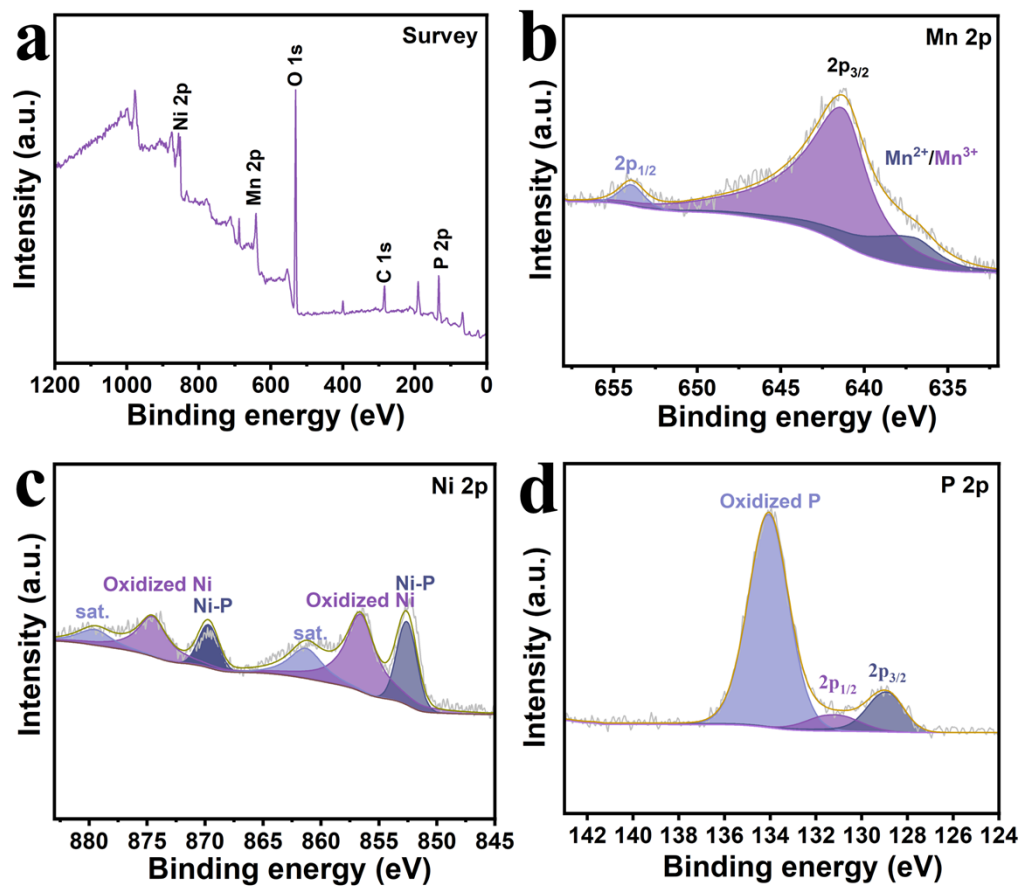 a
Survey
Ni 2p
Mn 2p
O 1s
C 1s
P 2p
Intensity (a.u.)
1200 1000 800 600 400 200 0
Binding energy (eV)
b
Mn 2p
2p3/2
2p1/2
Mn2+/Mn3+
Intensity (a.u.)
655 650 645 640 635
Binding energy (eV)
c
Ni 2p
sat.
Oxidized Ni
Ni-P
sat.
Oxidized Ni
Ni-P
Intensity (a.u.)
880 875 870 865 860 855 850 845
Binding energy (eV)
d
P 2p
Oxidized P
2p1/2
2p3/2
Intensity (a.u.)
142 140 138 136 134 132 130 128 126 124
Binding energy (eV)